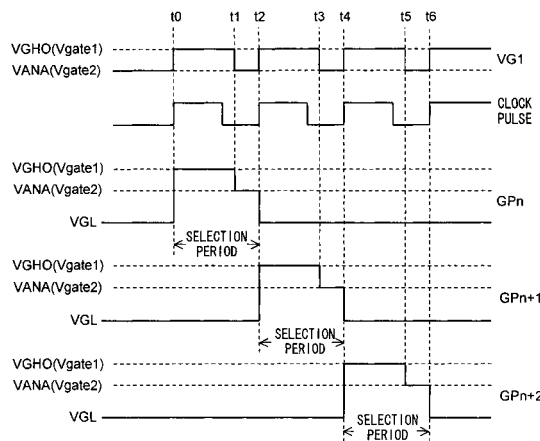 t0 t1 t2 t3 t4 t5 t6
VGHO(Vgate1)
VANA(Vgate2)
VG1
CLOCK
PULSE
VGHO(Vgate1)
VANA(Vgate2)
VGL
GPn
SELECTION
PERIOD
VGHO(Vgate1)
VANA(Vgate2)
VGL
GPn+1
SELECTION
PERIOD
VGHO(Vgate1)
VANA(Vgate2)
VGL
GPn+2
SELECTION
PERIOD